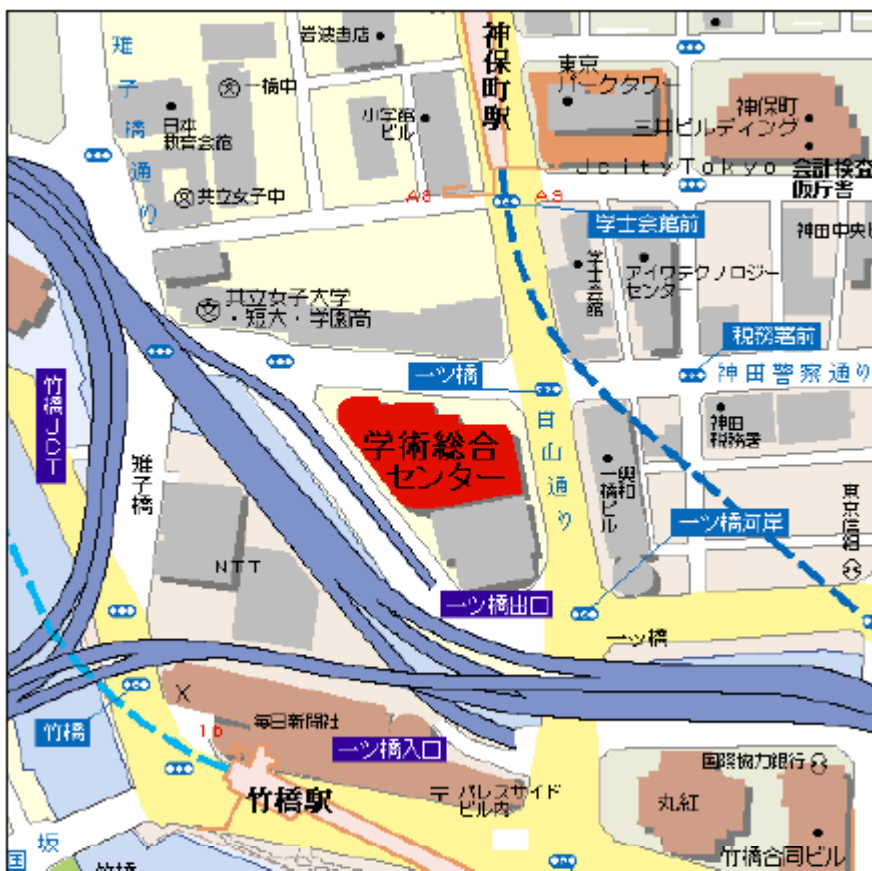 岩波書店
神保町駅
東京
パークタワー
神保町
三井ビルディング
雉子橋通り
一橋中
日本
教育会館
小学館
ビル
JcityTokyo
会計検査
仮庁舎
共立女子中
A8
A9
学士会館前
神田中央ビ
学士会館
アイワテクノロジー
センター
共立女子大学
・短大・学園高
税務署前
一ツ橋
神田警察通り
竹橋JCT
白山通り
神田
税務署
学術総合
センター
雉子橋
興和
一橋ビル
東京信組
一ツ橋河岸
NTT
一ツ橋出口
一ツ橋
竹橋
1b
毎日新聞社
一ツ橋入口
国際協力銀行
竹橋駅
〒パレスサイド
ビル内
丸紅
竹橋合同ビル
坂
国
竹橋